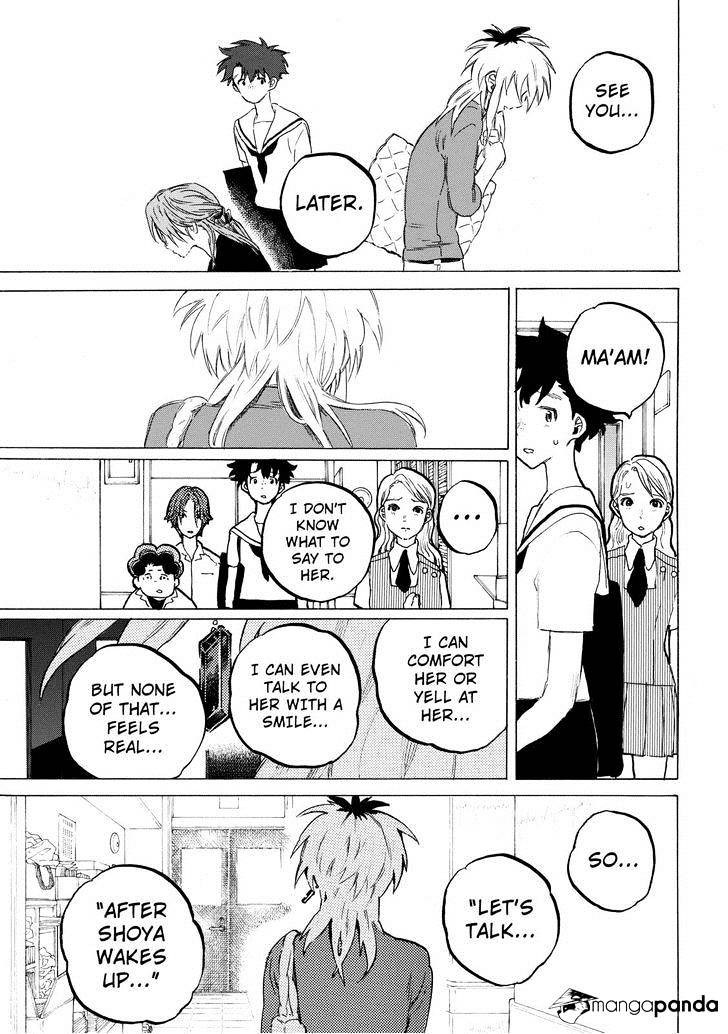 SEE
YOU...
LATER.
MA'AM!
...
I DON'T
KNOW
WHAT TO
SAY TO
HER.
I CAN
COMFORT
HER OR
YELL AT
HER...
I CAN EVEN
TALK TO
HER WITH A
SMILE...
BUT NONE
OF THAT...
FEELS
REAL...
SO...
"LET'S
TALK...
"AFTER
SHOYA
WAKES
UP..."
mangapanda